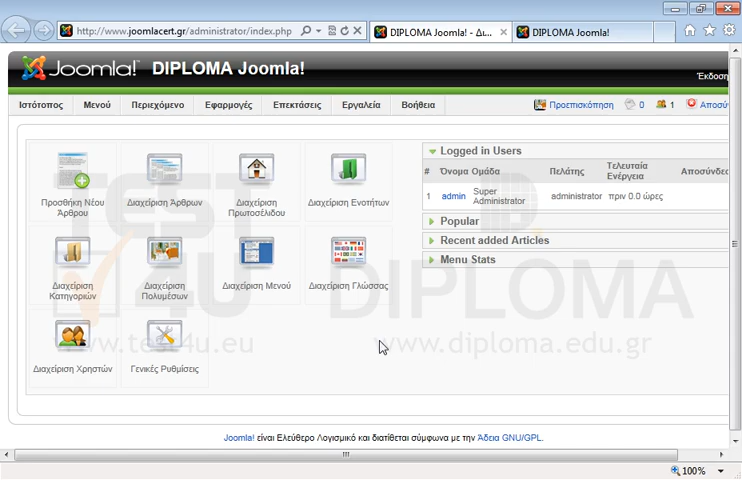 http://www.joomlacert.gr/administrator/index.php
DIPLOMA Joomla! - Δι...
DIPLOMA Joomla!
Joomla! DIPLOMA Joomla!
Έκδοση
Ιστότοπος Μενού Περιεχόμενο Εφαρμογές Επεκτάσεις Εργαλεία Βοήθεια
Προεπισκόπηση 0 1 Αποσύν
Προσθήκη Νέου Άρθρου
Διαχείριση Άρθρων
Διαχείριση Πρωτοσέλιδου
Διαχείριση Ενοτήτων
Διαχείριση Κατηγοριών
Διαχείριση Πολυμέσων
Διαχείριση Μενού
Διαχείριση Γλώσσας
Διαχείριση Χρηστών
Γενικές Ρυθμίσεις
Logged in Users
# Όνομα Ομάδα Πελάτης Τελευταία Ενέργεια Αποσύνδεσ
1 admin Super Administrator administrator πριν 0.0 ώρες
Popular
Recent added Articles
Menu Stats
TEST4U
www.test4u.eu
DIPLOMA
www.diploma.edu.gr
Joomla! είναι Ελεύθερο Λογισμικό και διατίθεται σύμφωνα με την Άδεια GNU/GPL.
100%